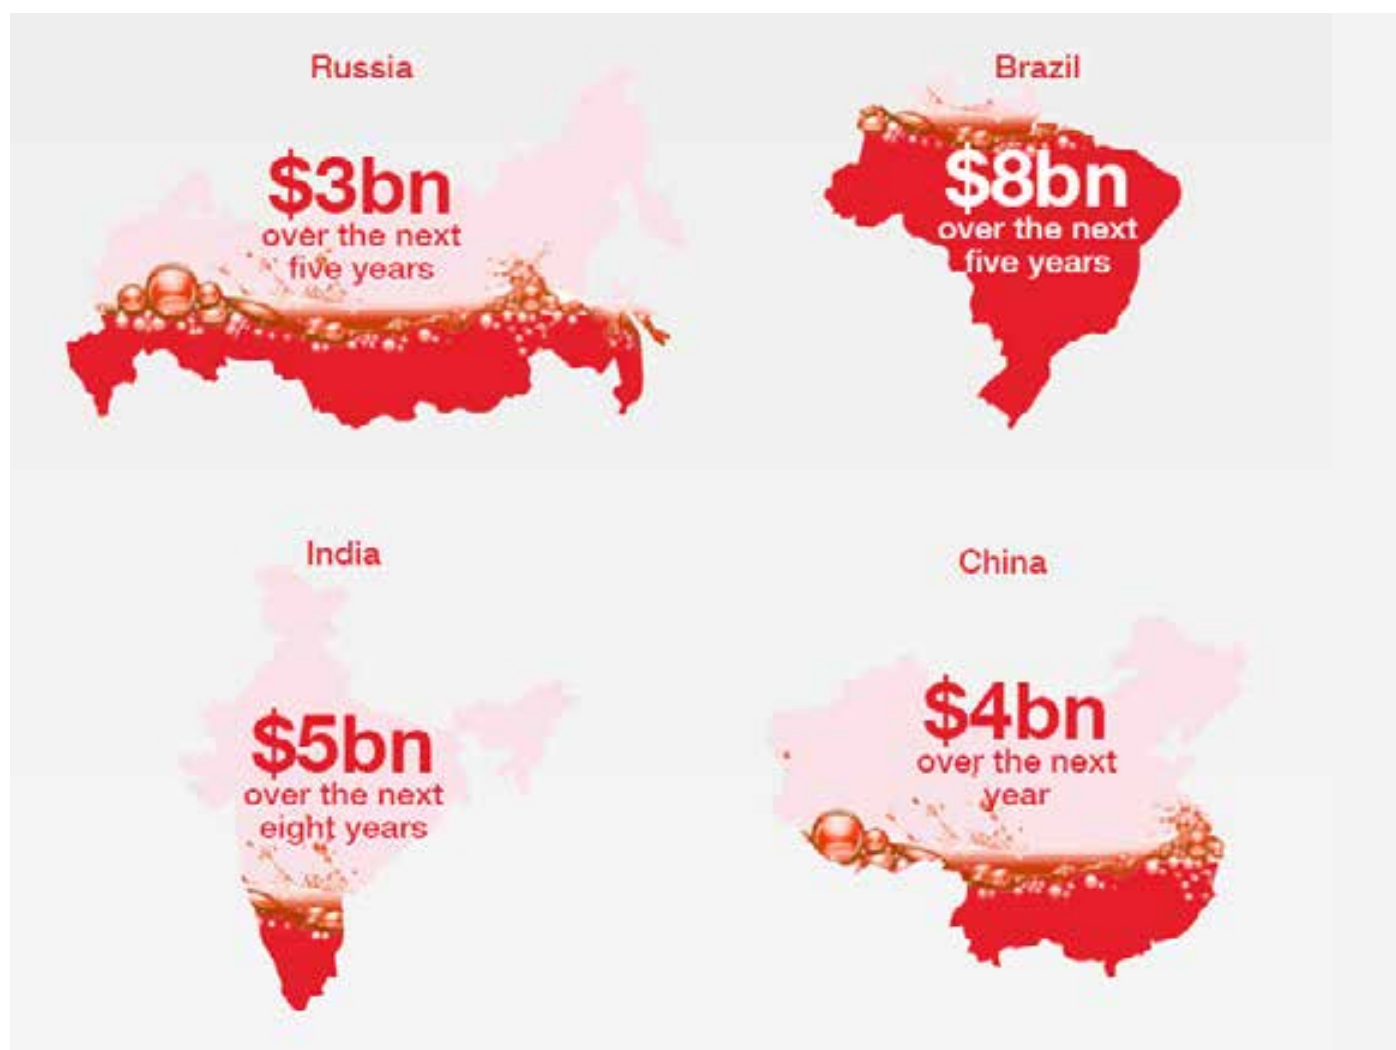 Russia
$3bn
over the next
five years
Brazil
$8bn
over the next
five years
India
$5bn
over the next
eight years
China
$4bn
over the next
year